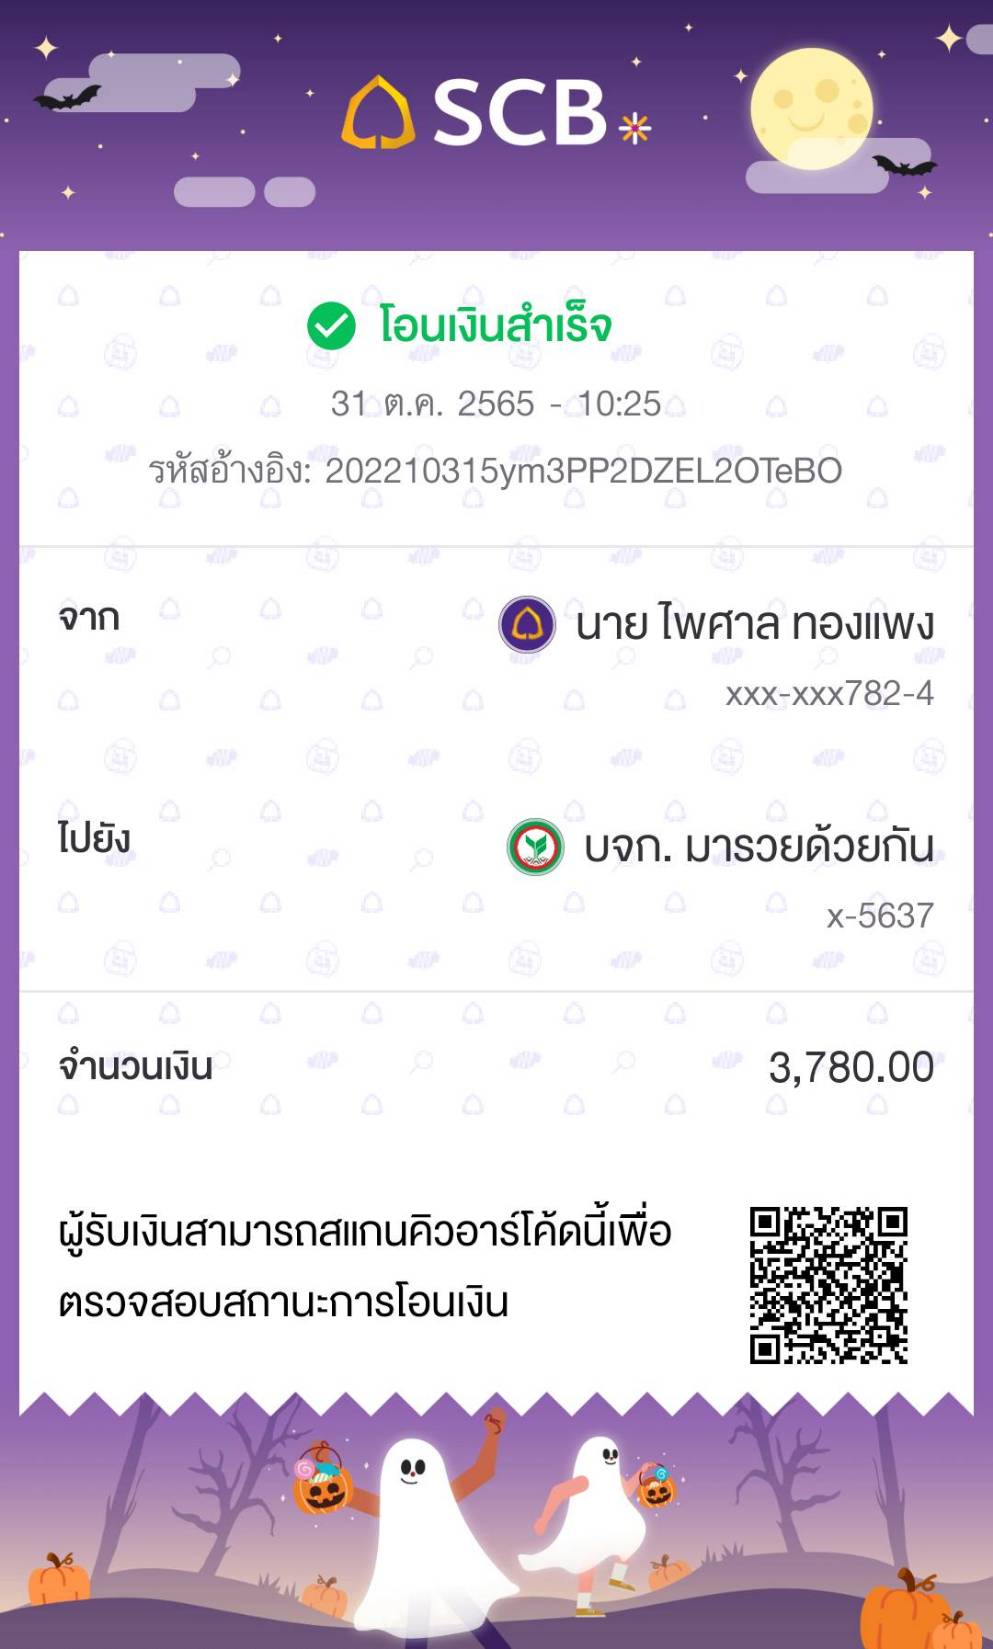 SCB
โอนเงินสำเร็จ
31 ต.ค. 2565 - 10:25
รหัสอ้างอิง: 202210315ym3PP2DZEL2OTeBO
จาก
นาย ไพศาล ทองแพง
xxx-xxx782-4
ไปยัง
บจก. มารวยด้วยกัน
x-5637
จำนวนเงิน
3,780.00
ผู้รับเงินสามารถสแกนคิวอาร์โค้ดนี้เพื่อ
ตรวจสอบสถานะการโอนเงิน